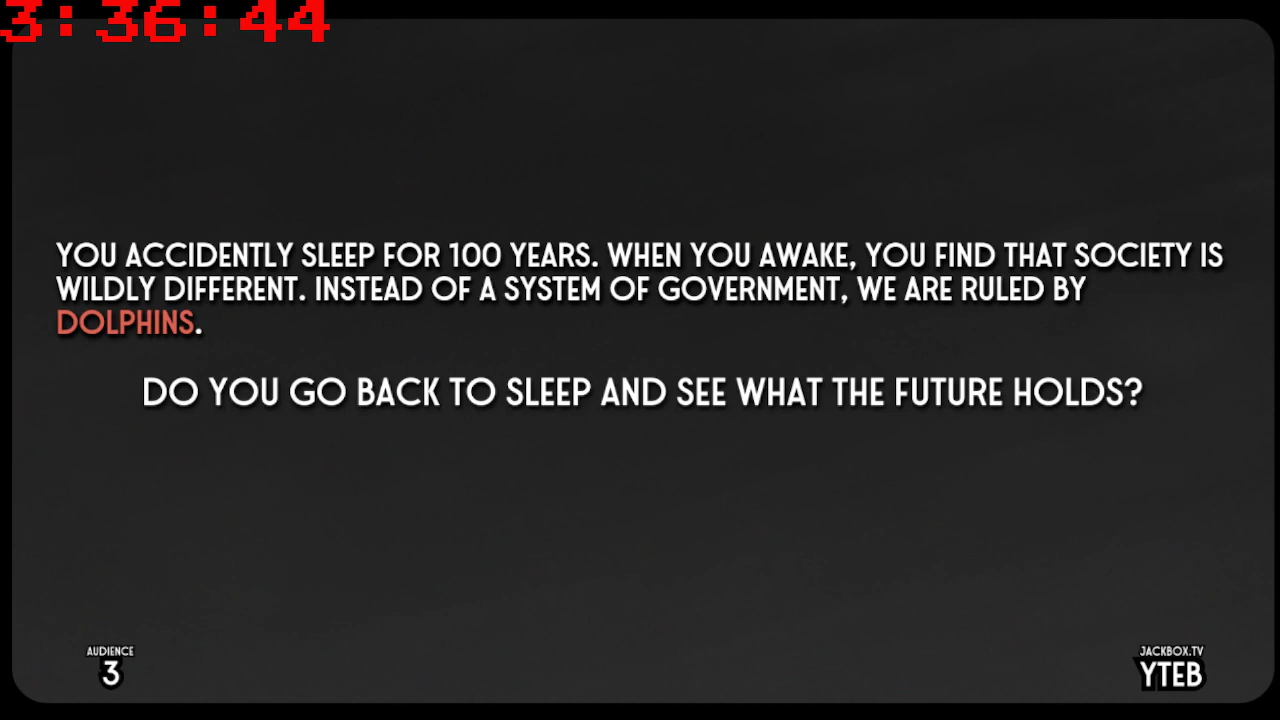 3:36:44
YOU ACCIDENTLY SLEEP FOR 100 YEARS. WHEN YOU AWAKE, YOU FIND THAT SOCIETY IS
WILDLY DIFFERENT. INSTEAD OF A SYSTEM OF GOVERNMENT, WE ARE RULED BY
DOLPHINS.
DO YOU GO BACK TO SLEEP AND SEE WHAT THE FUTURE HOLDS?
AUDIENCE
3
JACKBOX.TV
YTEB